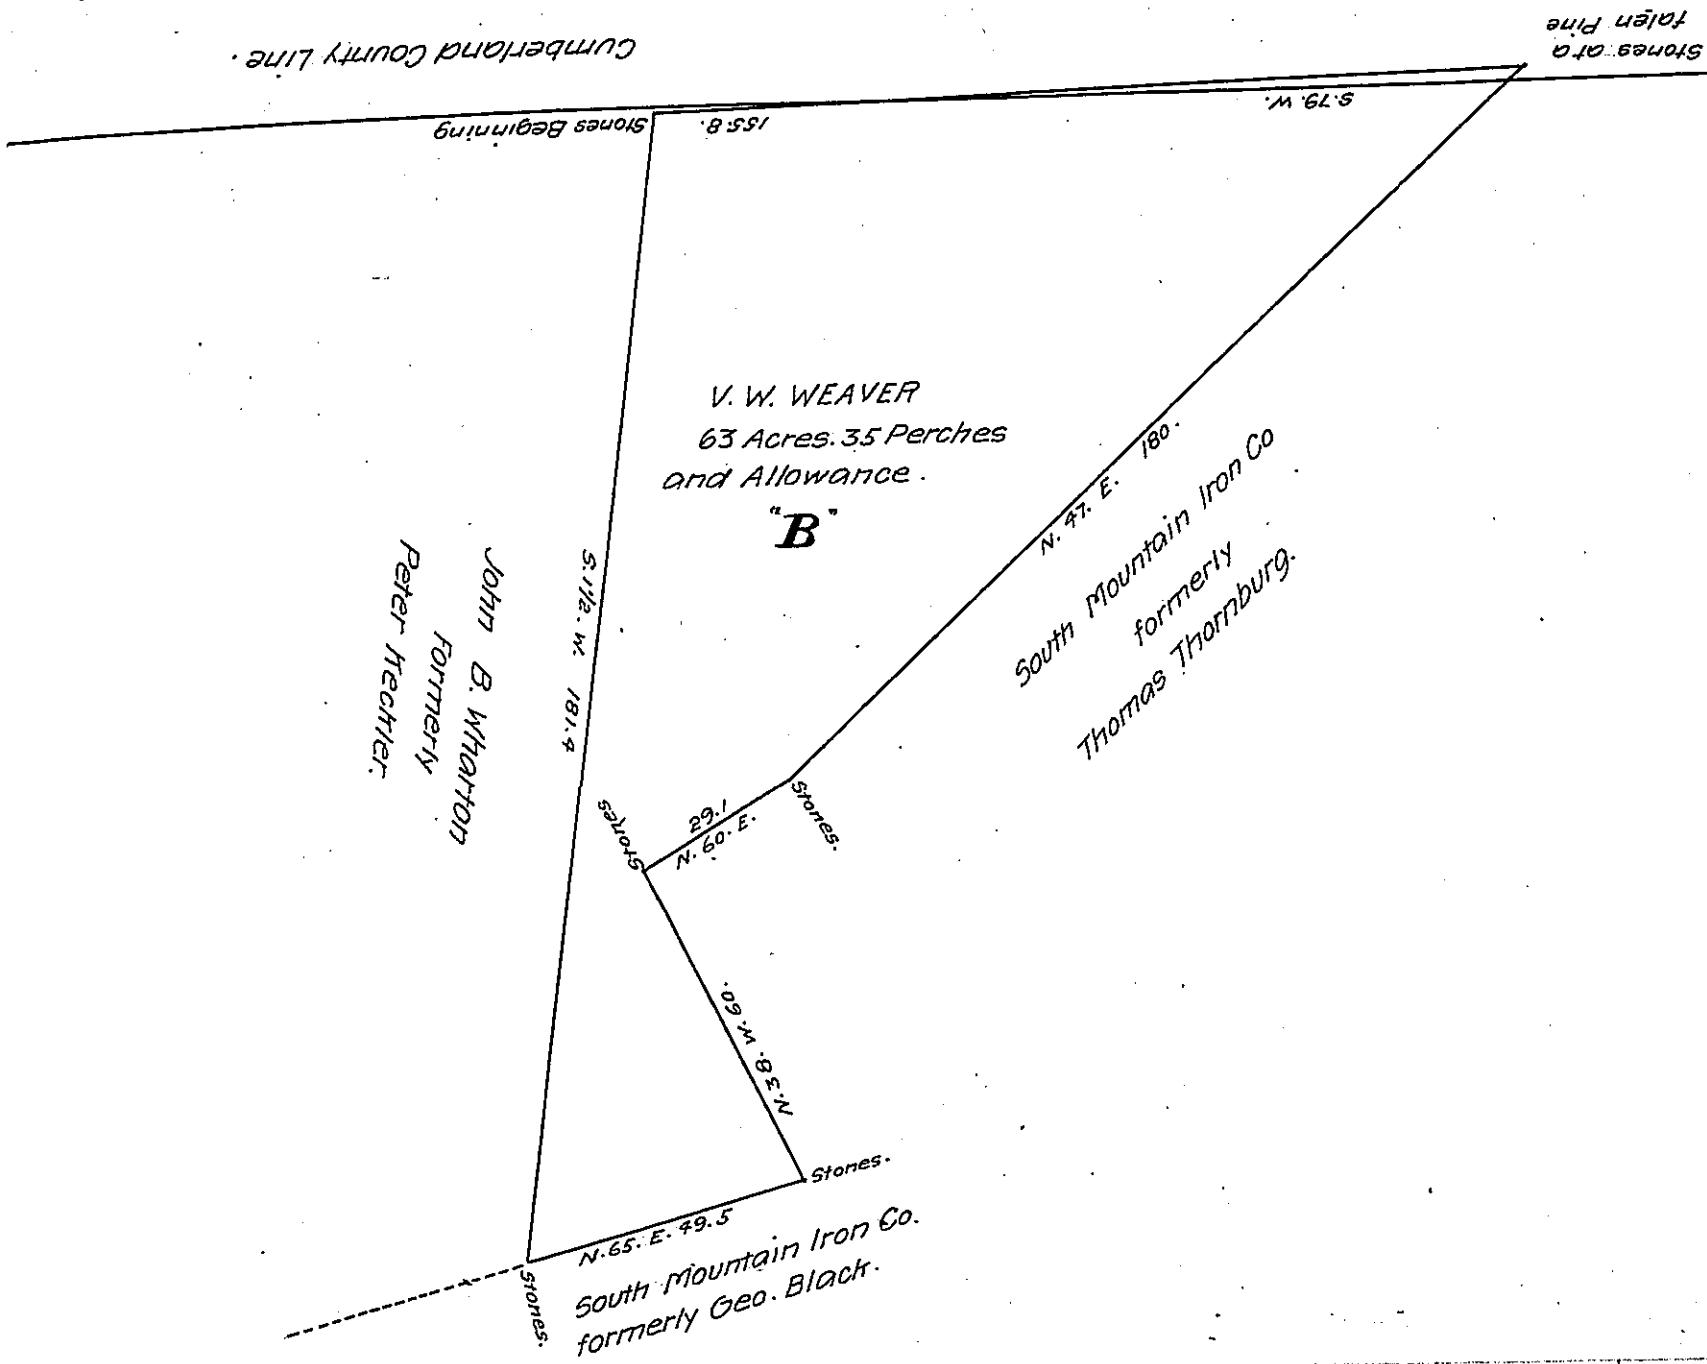 Cumberland County Line.
Stones at a
falen Pine
Stones Beginning
155.8.
S. 79. W.
V. W. WEAVER
63 Acres. 35 Perches
and Allowance.
"B"
N. 47. E. 180.
South Mountain Iron Co
formerly
Thomas Thornburg.
S. 1½. W. 181.4
John B. Wharton
Formerly
Peter Keckler.
Stones
29.1
N. 60. E.
Stones.
N. 38. W. 60.
Stones.
N. 65. E. 49.5
Stones.
South Mountain Iron Co.
formerly Geo. Black.